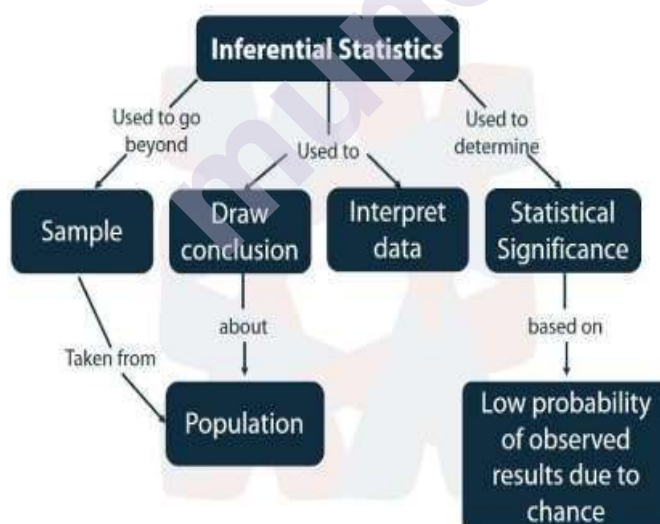 Inferential Statistics
Used to go
beyond
Used to
Used to
determine
Sample
Draw
conclusion
Interpret
data
Statistical
Significance
Taken from
about
based on
Population
Low probability
of observed
results due to
chance